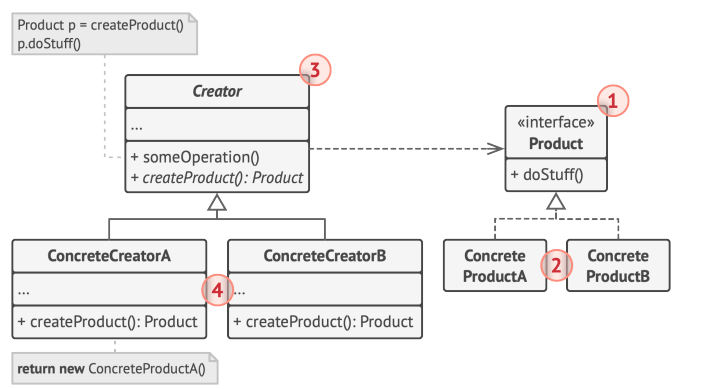 Product p = createProduct()
p.doStuff()
3
Creator
...
+ someOperation()
+ createProduct(): Product
1
«interface»
Product
+ doStuff()
ConcreteCreatorA
...
+ createProduct(): Product
4
ConcreteCreatorB
...
+ createProduct(): Product
Concrete
ProductA
2
Concrete
ProductB
return new ConcreteProductA()